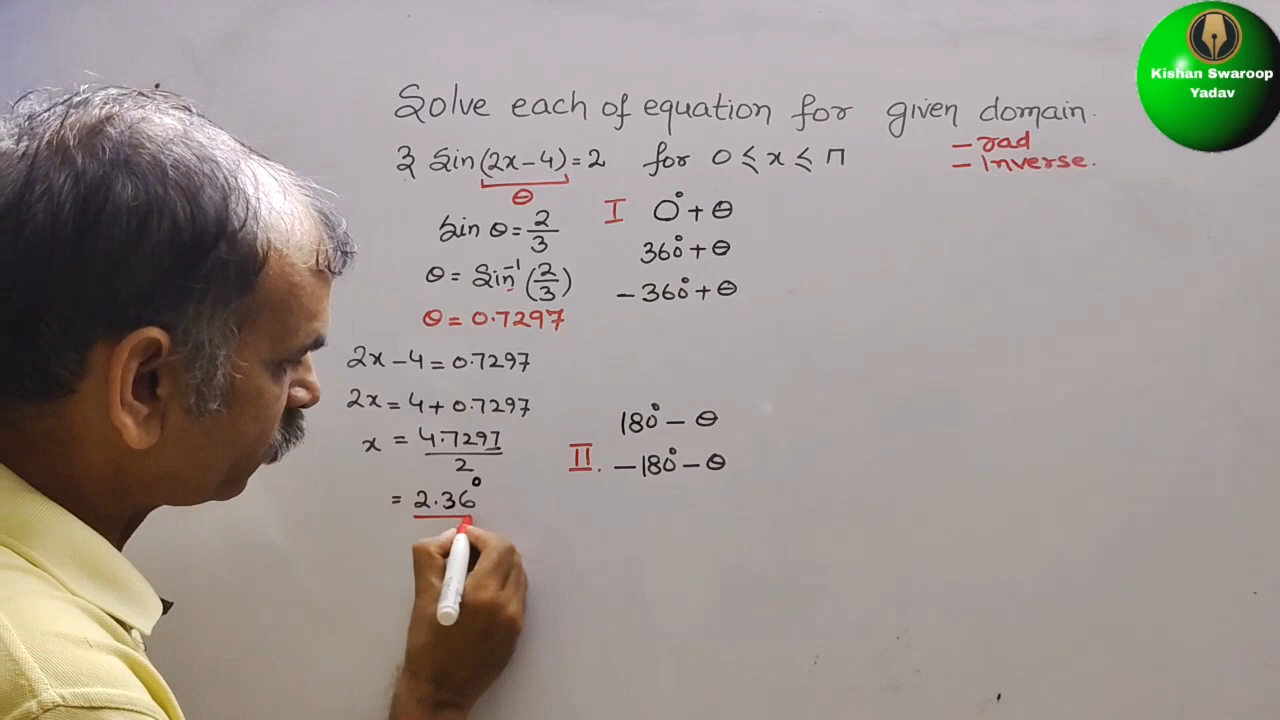 Kishan Swaroop
Yadav
Solve each of equation for given domain.
- rad
- Inverse.
3 Sin(2x-4)=2 for 0 ⩽ x ⩽ π
θ
Sin θ = 2/3
θ = Sin⁻¹(2/3)
θ = 0.7297
2x - 4 = 0.7297
2x = 4 + 0.7297
x = 4.7297/2
= 2.36°
I 0° + θ
360° + θ
- 360° + θ
180° - θ
II. - 180° - θ